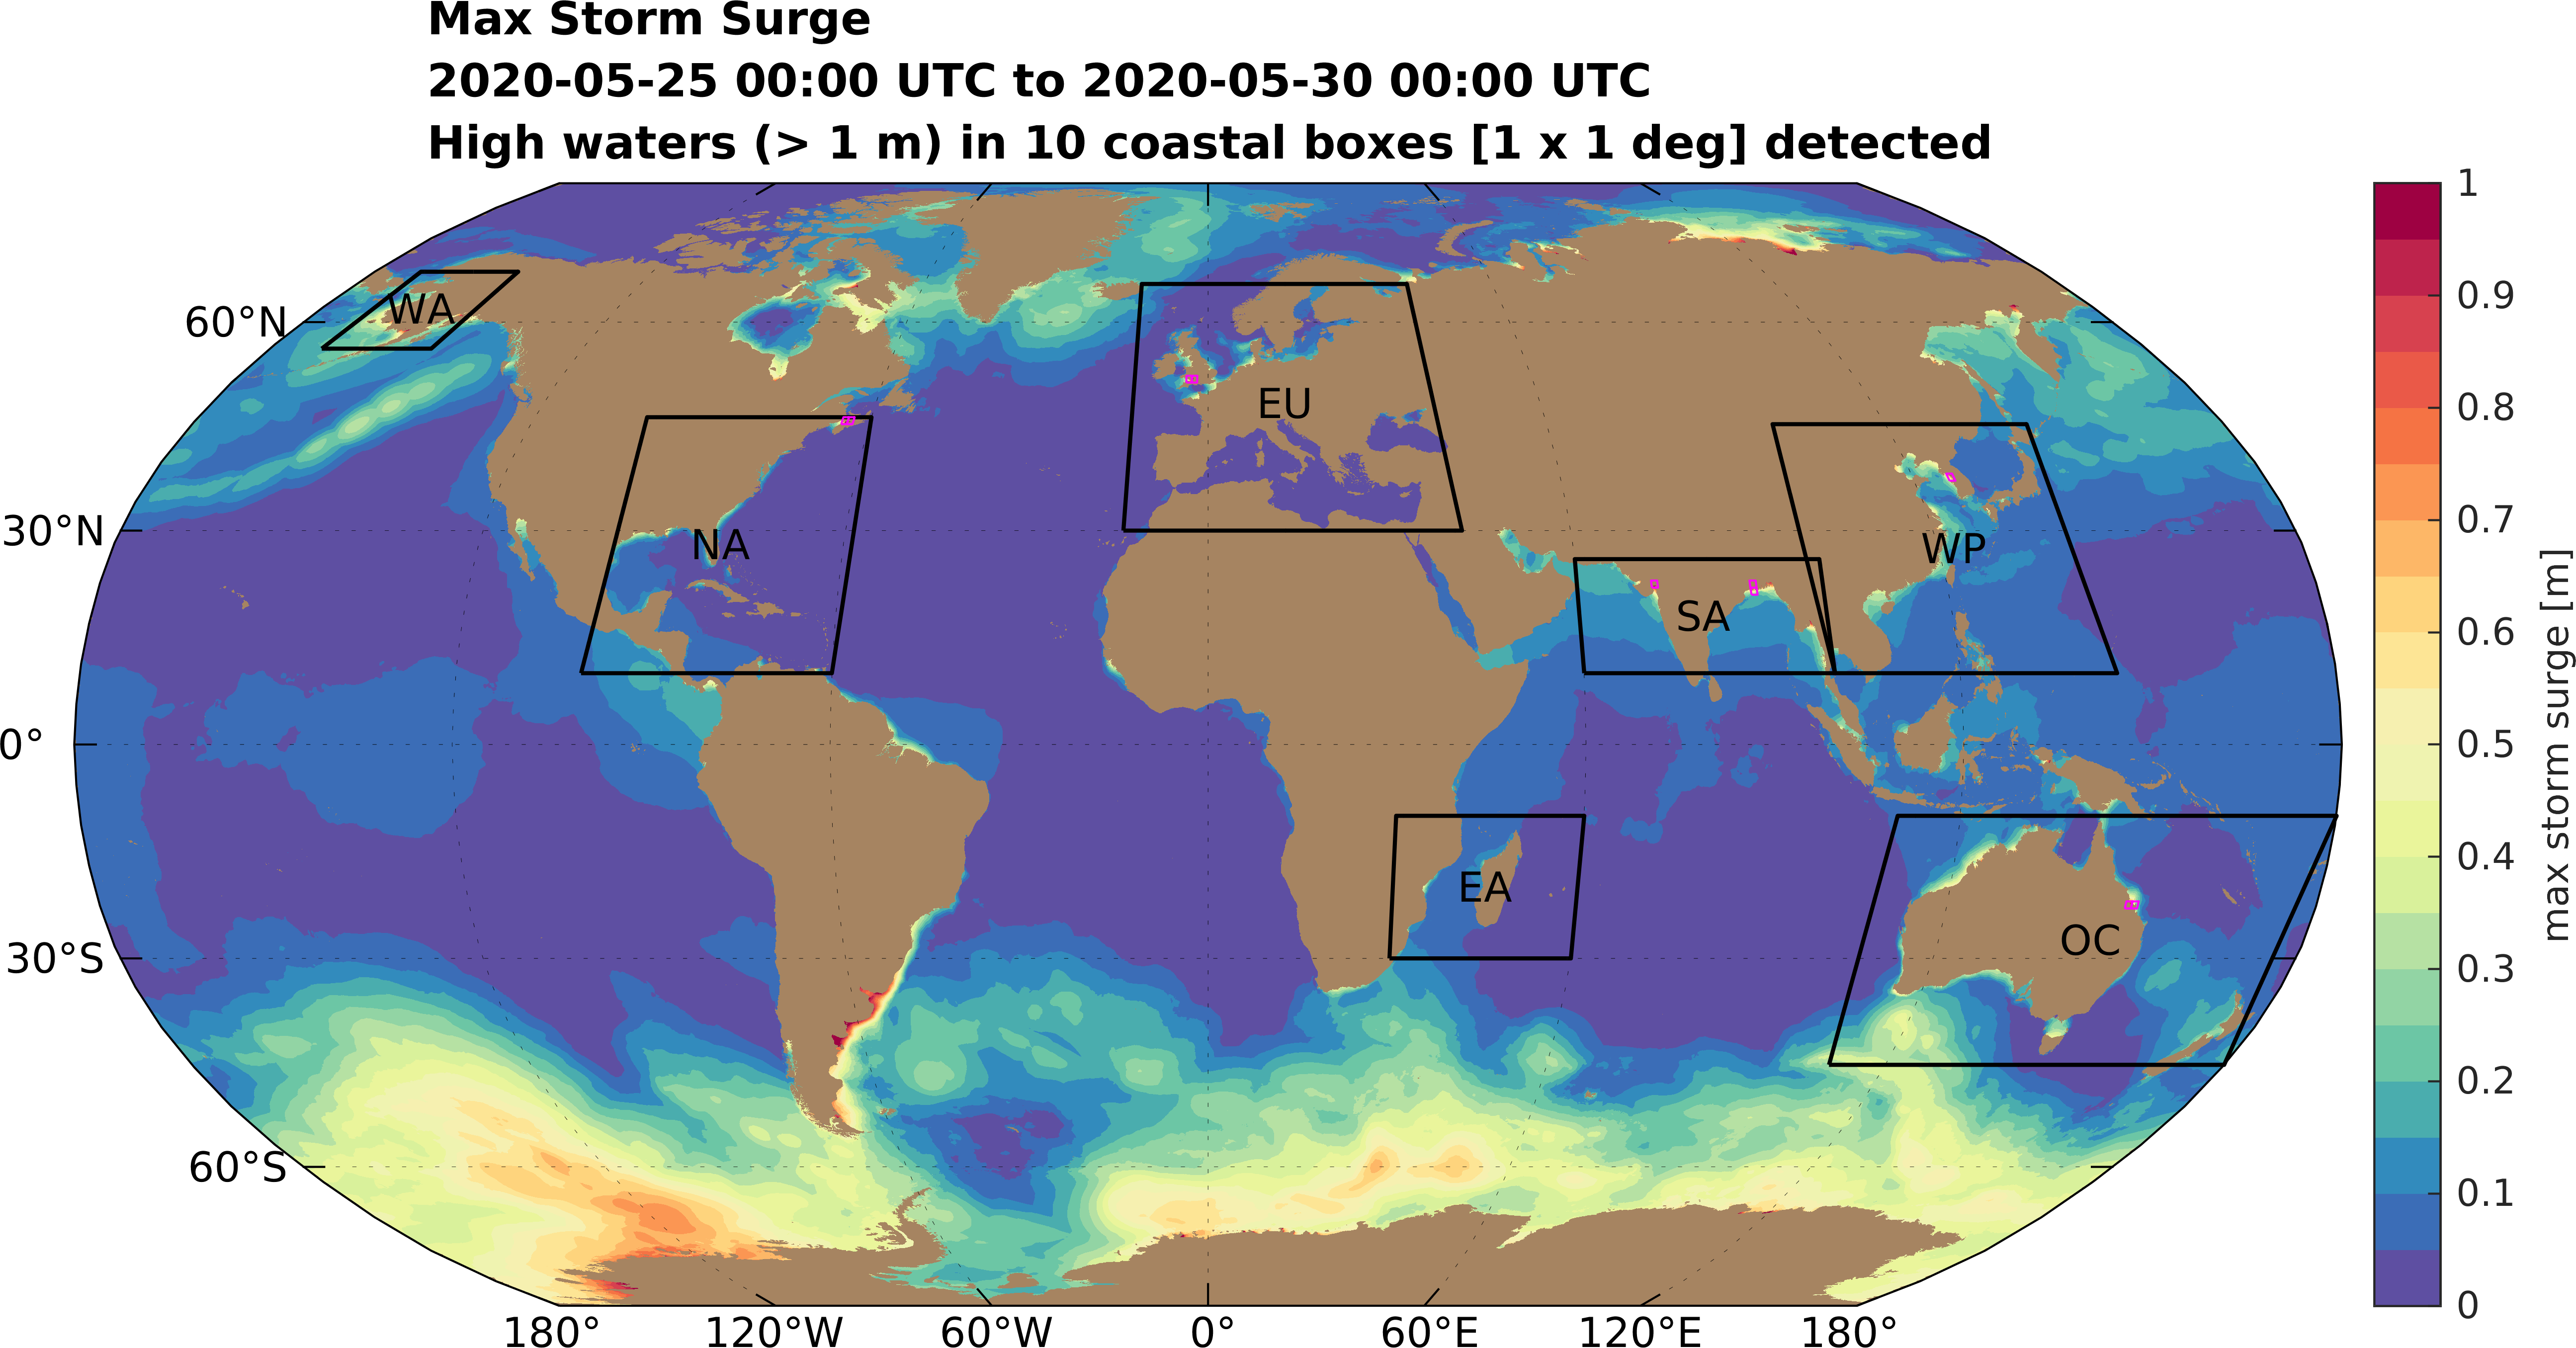 Max Storm Surge
2020-05-25 00:00 UTC to 2020-05-30 00:00 UTC
High waters (> 1 m) in 10 coastal boxes [1 x 1 deg] detected
60°N
30°N
0°
30°S
60°S
WA
NA
EU
SA
WP
EA
OC
180°
120°W
60°W
0°
60°E
120°E
180°
1
0.9
0.8
0.7
0.6
0.5
0.4
0.3
0.2
0.1
0
max storm surge [m]